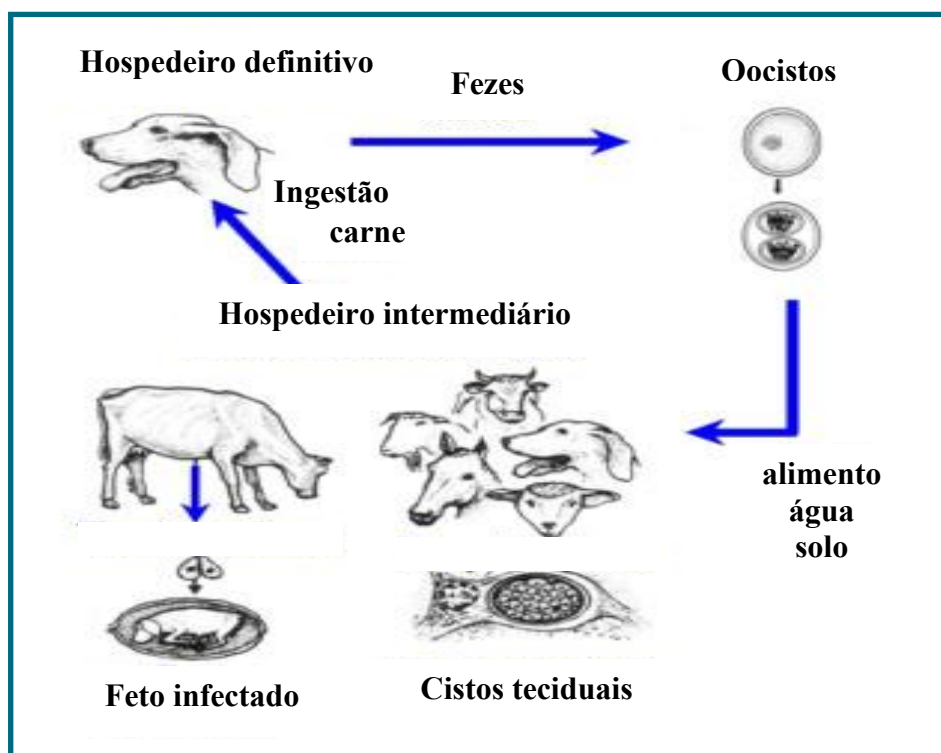 Hospedeiro definitivo
Fezes
Oocistos
Ingestão
carne
Hospedeiro intermediário
alimento
água
solo
Feto infectado
Cistos teciduais